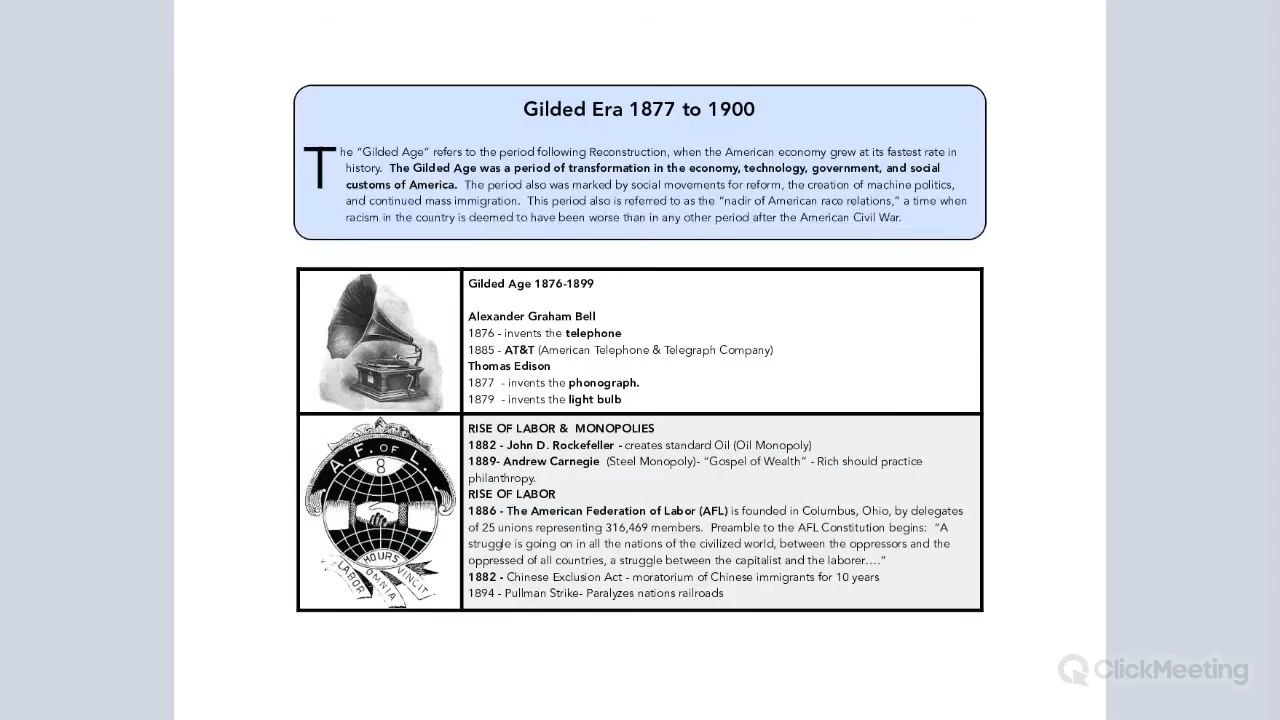 Gilded Era 1877 to 1900
The "Gilded Age" refers to the period following Reconstruction, when the American economy grew at its fastest rate in
history. The Gilded Age was a period of transformation in the economy, technology, government, and social
customs of America. The period also was marked by social movements for reform, the creation of machine politics,
and continued mass immigration. This period also is referred to as the "nadir of American race relations," a time when
racism in the country is deemed to have been worse than in any other period after the American Civil War.
Gilded Age 1876-1899
Alexander Graham Bell
1876 - invents the telephone
1885 - AT&T (American Telephone & Telegraph Company)
Thomas Edison
1877 - invents the phonograph.
1879 - invents the light bulb
A.F. OF L.
8
HOURS
LABOR OMNIA VINCIT
RISE OF LABOR & MONOPOLIES
1882 - John D. Rockefeller - creates standard Oil (Oil Monopoly)
1889- Andrew Carnegie (Steel Monopoly)- "Gospel of Wealth" - Rich should practice
philanthropy.
RISE OF LABOR
1886 - The American Federation of Labor (AFL) is founded in Columbus, Ohio, by delegates
of 25 unions representing 316,469 members. Preamble to the AFL Constitution begins: "A
struggle is going on in all the nations of the civilized world, between the oppressors and the
oppressed of all countries, a struggle between the capitalist and the laborer...."
1882 - Chinese Exclusion Act - moratorium of Chinese immigrants for 10 years
1894 - Pullman Strike- Paralyzes nations railroads
ClickMeeting